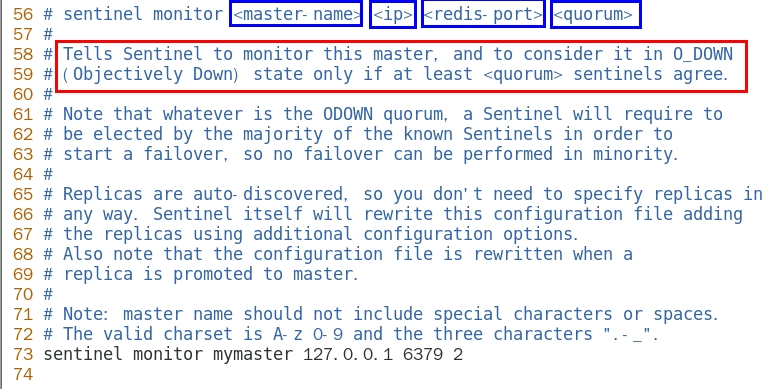 56 # sentinel monitor <master-name> <ip> <redis-port> <quorum>
57 #
58 # Tells Sentinel to monitor this master, and to consider it in O_DOWN
59 # (Objectively Down) state only if at least <quorum> sentinels agree.
60 #
61 # Note that whatever is the ODOWN quorum, a Sentinel will require to
62 # be elected by the majority of the known Sentinels in order to
63 # start a failover, so no failover can be performed in minority.
64 #
65 # Replicas are auto-discovered, so you don't need to specify replicas in
66 # any way. Sentinel itself will rewrite this configuration file adding
67 # the replicas using additional configuration options.
68 # Also note that the configuration file is rewritten when a
69 # replica is promoted to master.
70 #
71 # Note: master name should not include special characters or spaces.
72 # The valid charset is A-z 0-9 and the three characters ".-_".
73 sentinel monitor mymaster 127.0.0.1 6379 2
74